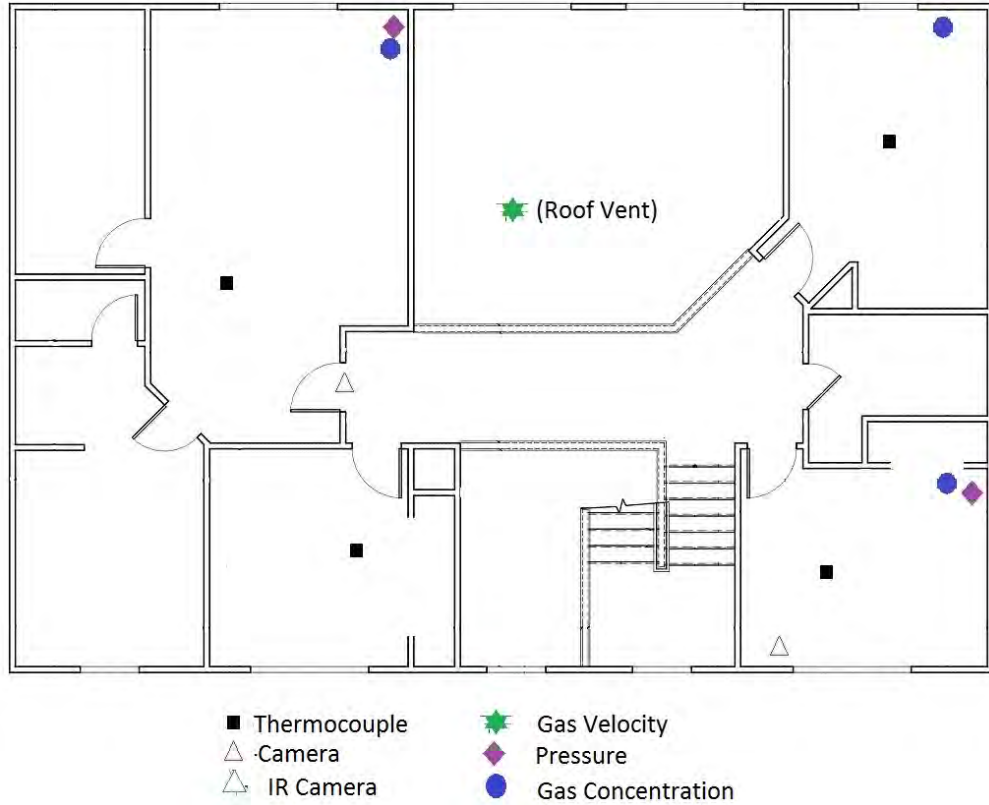 (Roof Vent)
Thermocouple
Camera
IR Camera
Gas Velocity
Pressure
Gas Concentration